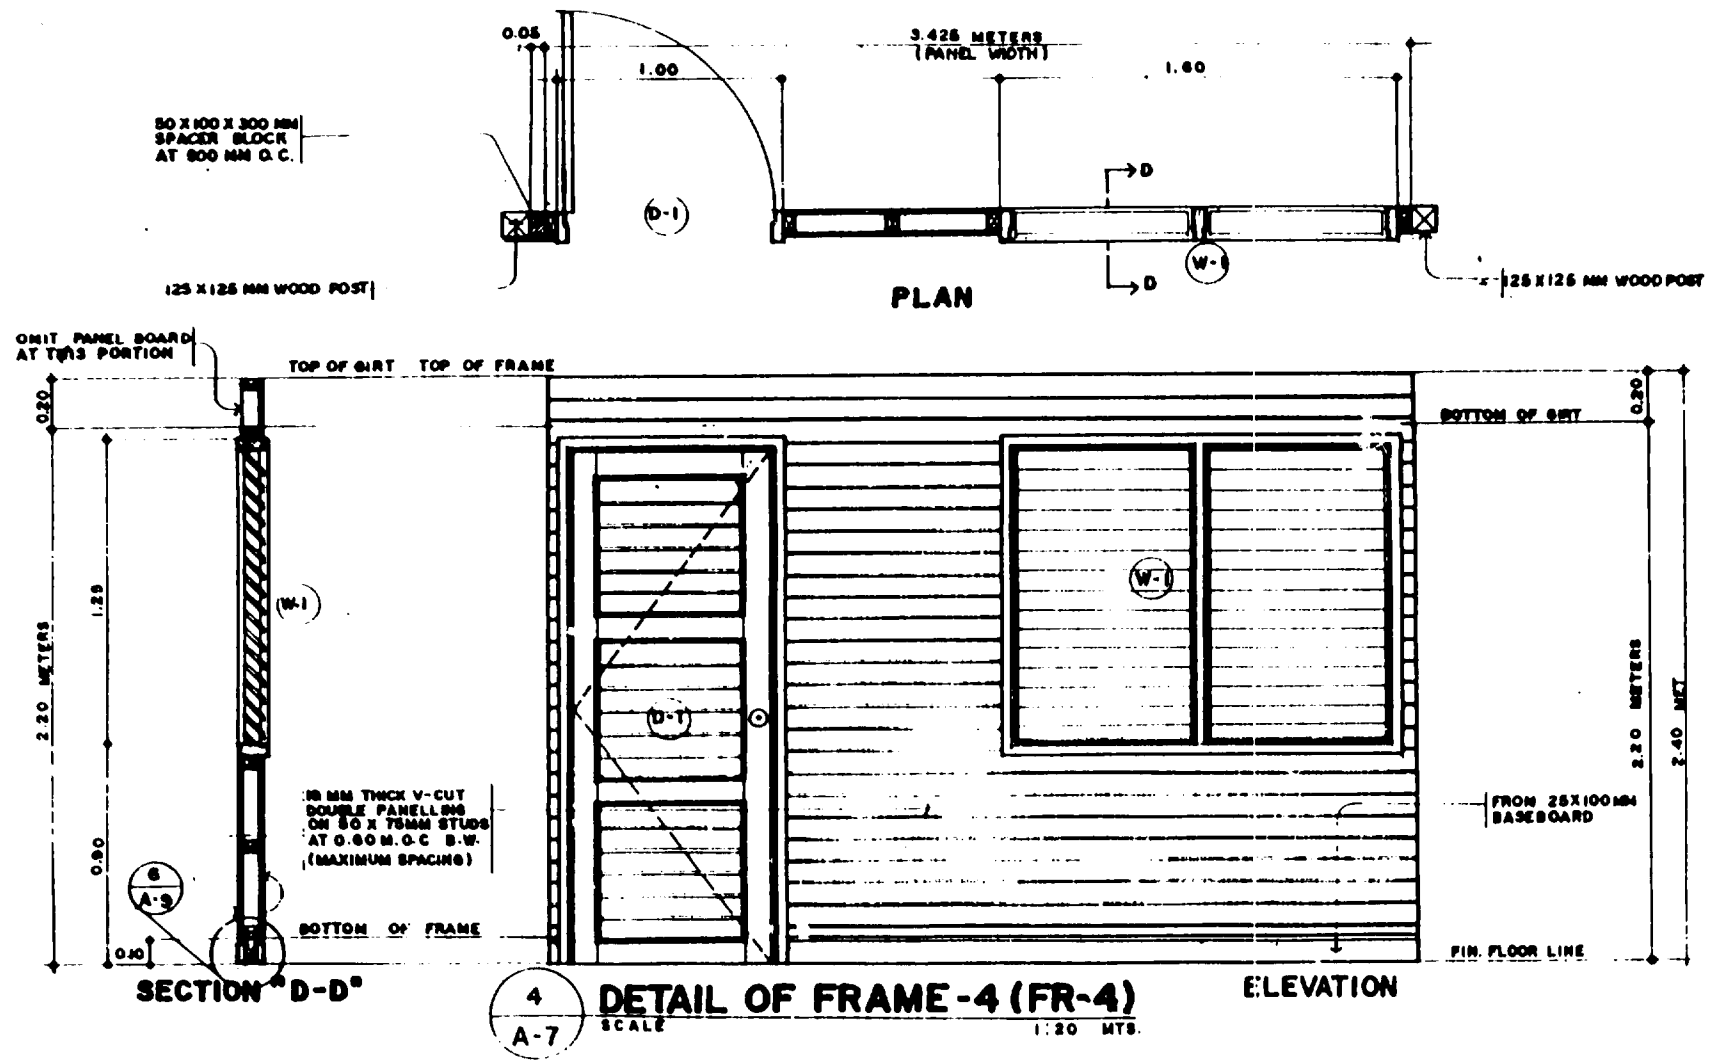 0.05
3.425 METERS
(PANEL WIDTH)
1.00
1.60
50 X 100 X 300 MM
SPACER BLOCK
AT 600 MM O.C.
D
D-1
W-1
D
125 X 125 MM WOOD POST
PLAN
125 X 125 MM WOOD POST
OMIT PANEL BOARD
AT THIS PORTION
TOP OF GIRT TOP OF FRAME
0.20
0.20
BOTTOM OF GIRT
1.25
W-1
W-1
2.20 METERS
D-1
2.20 METERS
2.40 MET
MM THICK V-CUT
DOUBLE PANELLING
ON 50 X 75MM STUDS
AT 0.60 M.O.C B.W.
(MAXIMUM SPACING)
FROM 25X100MM
BASEBOARD
0.90
6
A-9
BOTTOM OF FRAME
0.10
FIN. FLOOR LINE
SECTION "D-D"
4
A-7
DETAIL OF FRAME-4 (FR-4)
SCALE 1:20 MTS.
ELEVATION